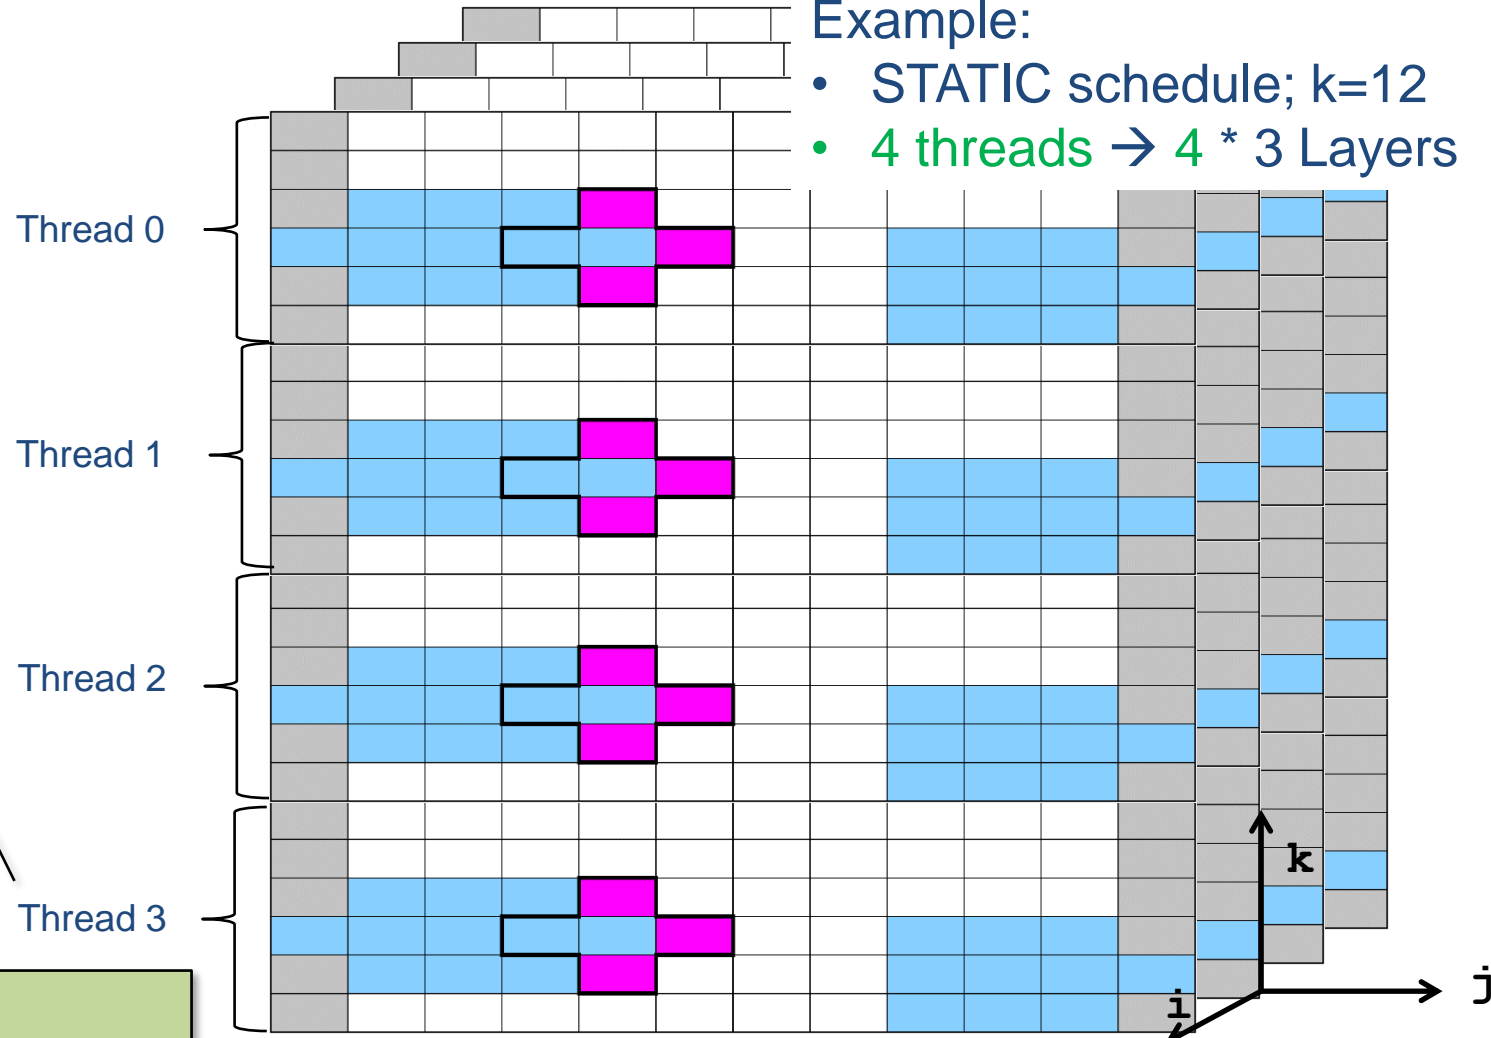 Example:
• STATIC schedule; k=12
• 4 threads → 4 * 3 Layers
Thread 0
Thread 1
Thread 2
Thread 3
k
j
i